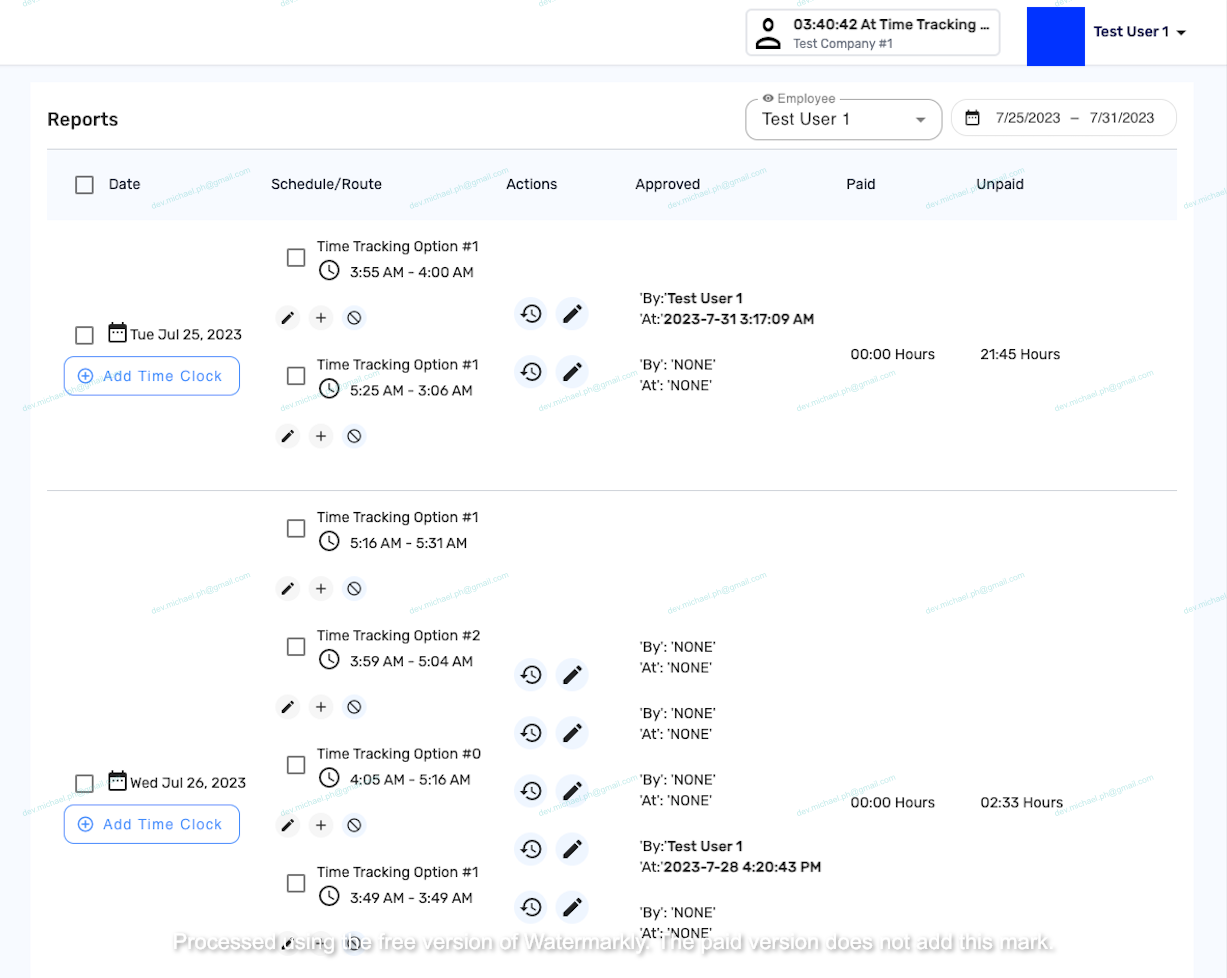 03:40:42 At Time Tracking ...
Test Company #1
Test User 1
Reports
Employee
Test User 1
7/25/2023 – 7/31/2023
Date Schedule/Route Actions Approved Paid Unpaid
Tue Jul 25, 2023
Add Time Clock
Time Tracking Option #1
3:55 AM - 4:00 AM
Time Tracking Option #1
5:25 AM - 3:06 AM
'By:'Test User 1
'At:'2023-7-31 3:17:09 AM
'By': 'NONE'
'At': 'NONE'
00:00 Hours
21:45 Hours
Wed Jul 26, 2023
Add Time Clock
Time Tracking Option #1
5:16 AM - 5:31 AM
Time Tracking Option #2
3:59 AM - 5:04 AM
Time Tracking Option #0
4:05 AM - 5:16 AM
Time Tracking Option #1
3:49 AM - 3:49 AM
'By': 'NONE'
'At': 'NONE'
'By': 'NONE'
'At': 'NONE'
'By': 'NONE'
'At': 'NONE'
'By:'Test User 1
'At:'2023-7-28 4:20:43 PM
'By': 'NONE'
'At': 'NONE'
00:00 Hours
02:33 Hours
dev.michael.ph@gmail.com
Processed using the free version of Watermarkly. The paid version does not add this mark.